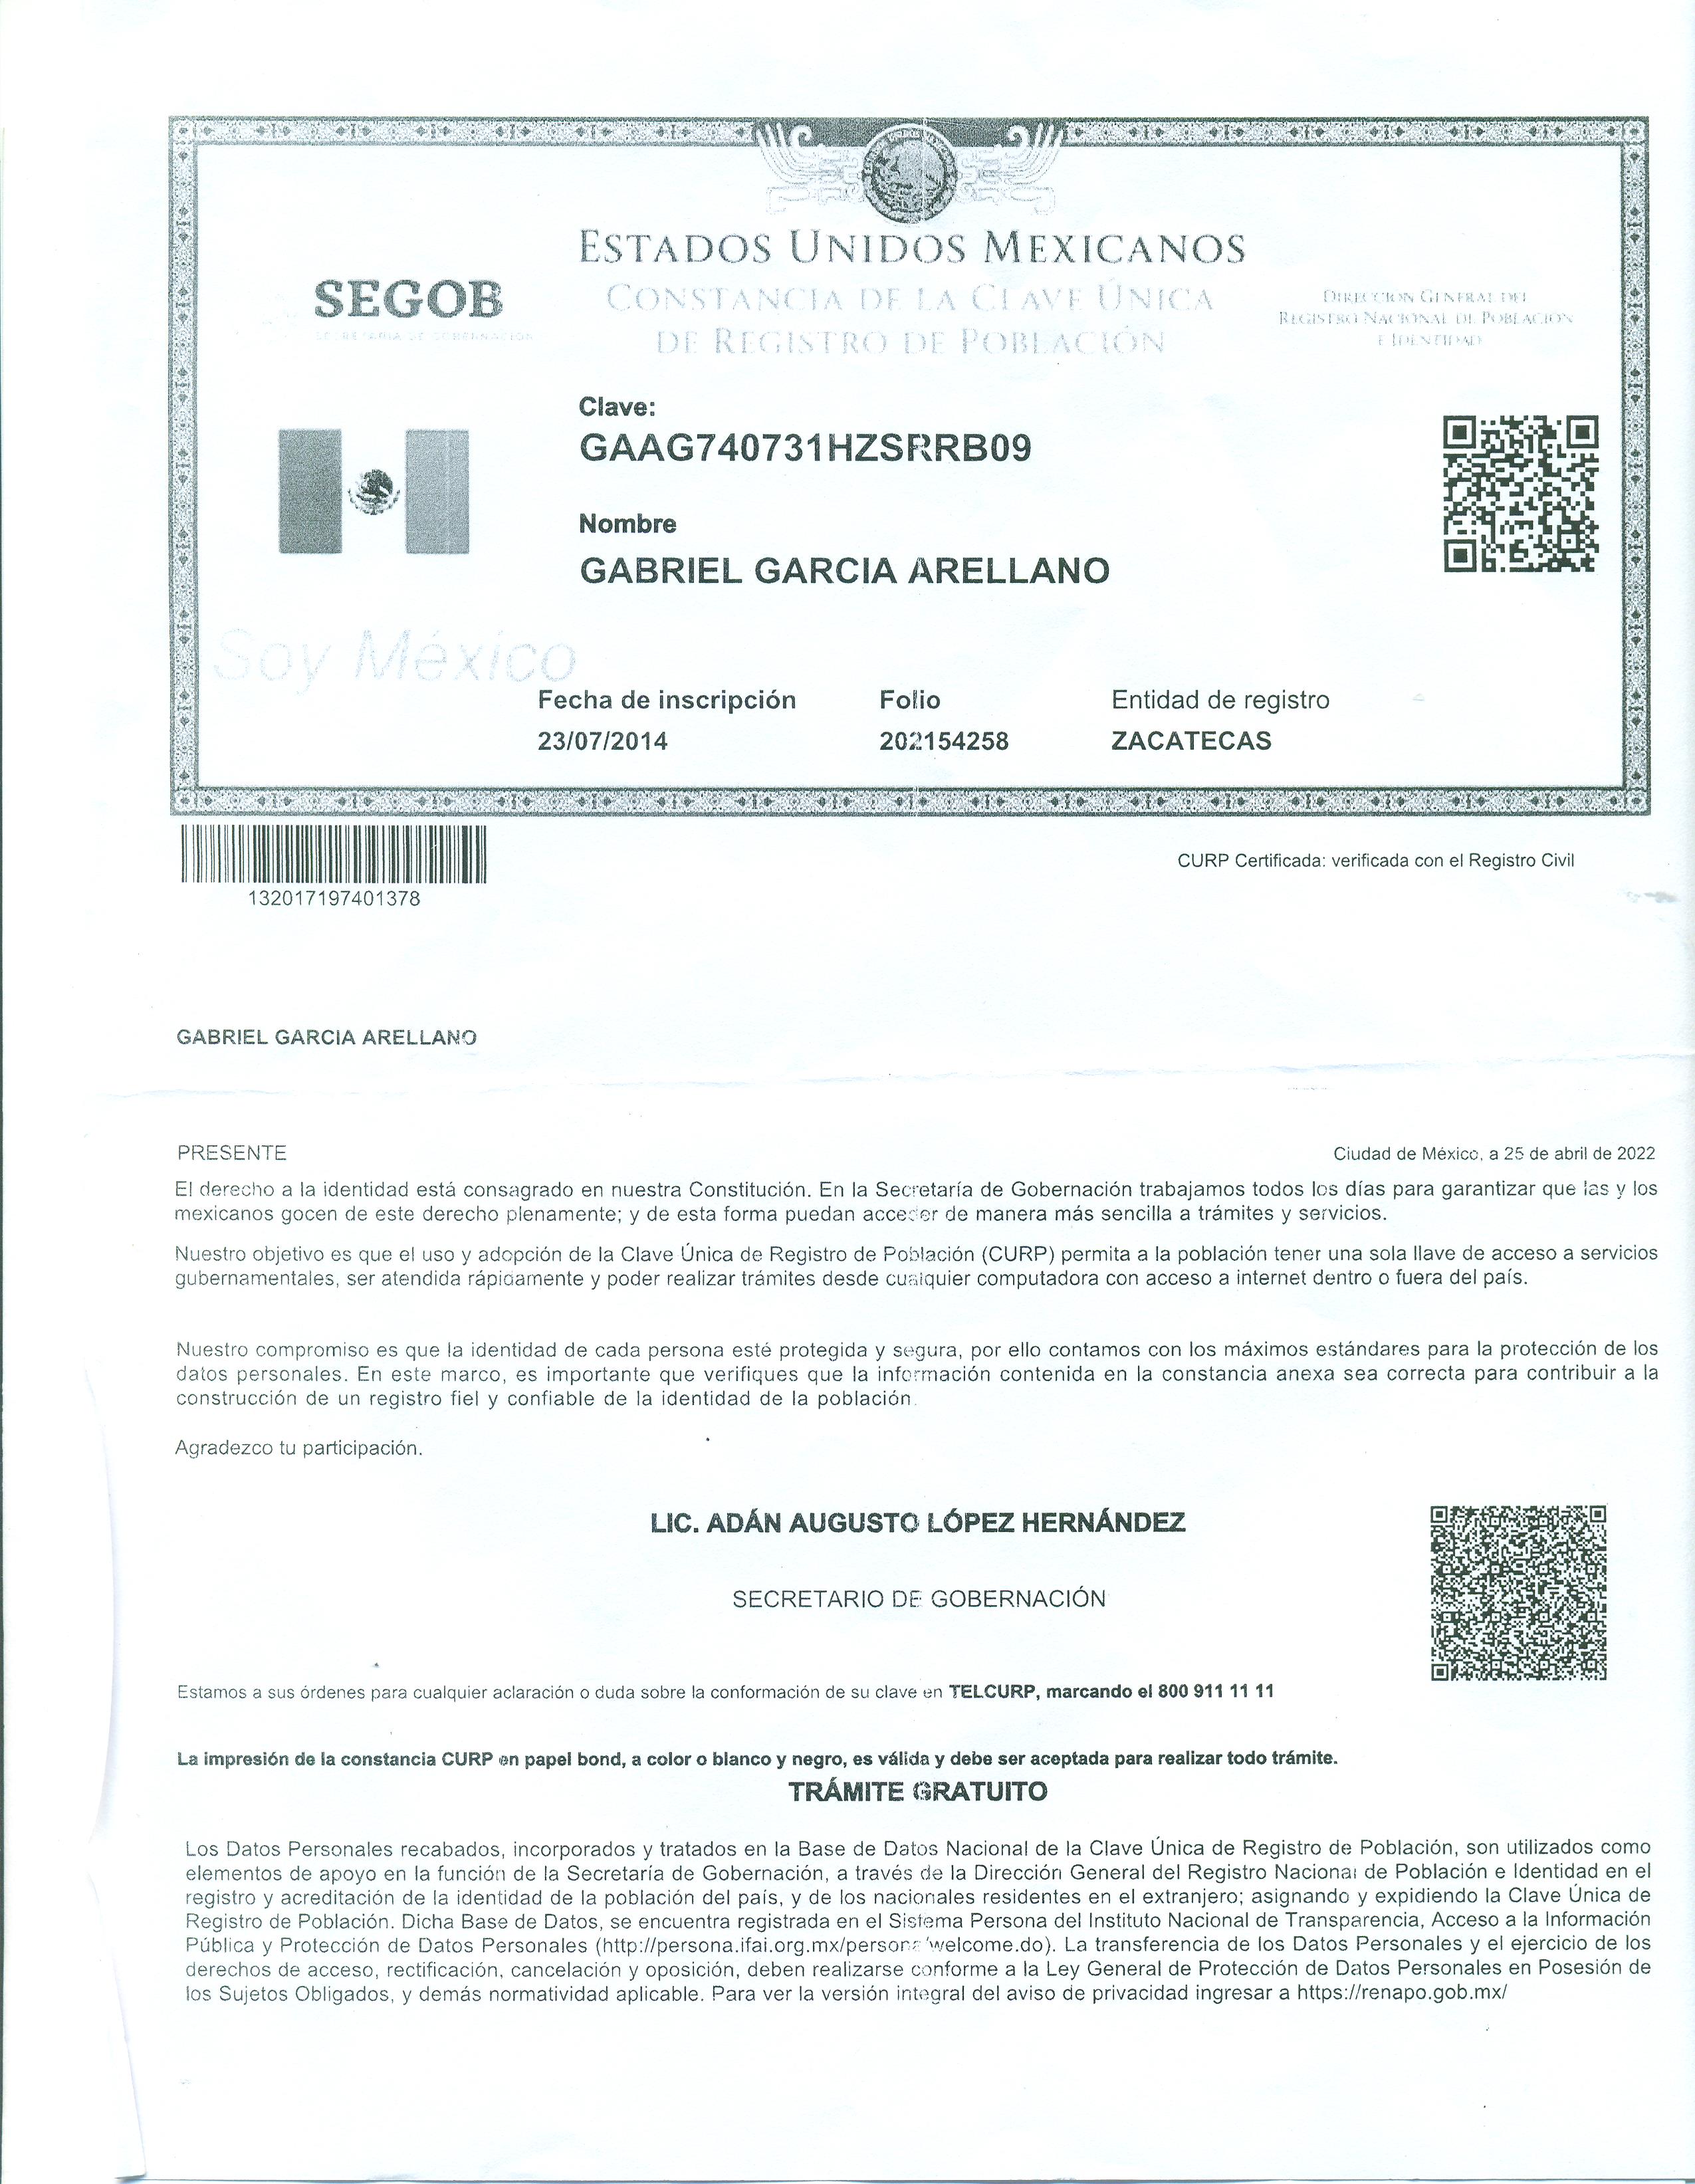 ESTADOS UNIDOS MEXICANOS
CONSTANCIA DE LA CLAVE ÚNICA
DE REGISTRO DE POBLACIÓN
SEGOB
SECRETARÍA DE GOBERNACIÓN
DIRECCIÓN GENERAL DEL
REGISTRO NACIONAL DE POBLACIÓN
E IDENTIDAD
Clave:
GAAG740731HZSRRB09
Nombre
GABRIEL GARCIA ARELLANO
Soy México
Fecha de inscripción Folio Entidad de registro
23/07/2014 202154258 ZACATECAS
132017197401378
CURP Certificada: verificada con el Registro Civil
GABRIEL GARCIA ARELLANO
PRESENTE
Ciudad de México, a 25 de abril de 2022
El derecho a la identidad está consagrado en nuestra Constitución. En la Secretaría de Gobernación trabajamos todos los días para garantizar que las y los
mexicanos gocen de este derecho plenamente; y de esta forma puedan acceder de manera más sencilla a trámites y servicios.
Nuestro objetivo es que el uso y adopción de la Clave Única de Registro de Población (CURP) permita a la población tener una sola llave de acceso a servicios
gubernamentales, ser atendida rápidamente y poder realizar trámites desde cualquier computadora con acceso a internet dentro o fuera del país.
Nuestro compromiso es que la identidad de cada persona esté protegida y segura, por ello contamos con los máximos estándares para la protección de los
datos personales. En este marco, es importante que verifiques que la información contenida en la constancia anexa sea correcta para contribuir a la
construcción de un registro fiel y confiable de la identidad de la población.
Agradezco tu participación.
LIC. ADÁN AUGUSTO LÓPEZ HERNÁNDEZ
SECRETARIO DE GOBERNACIÓN
Estamos a sus órdenes para cualquier aclaración o duda sobre la conformación de su clave en TELCURP, marcando el 800 911 11 11
La impresión de la constancia CURP en papel bond, a color o blanco y negro, es válida y debe ser aceptada para realizar todo trámite.
TRÁMITE GRATUITO
Los Datos Personales recabados, incorporados y tratados en la Base de Datos Nacional de la Clave Única de Registro de Población, son utilizados como
elementos de apoyo en la función de la Secretaría de Gobernación, a través de la Dirección General del Registro Nacional de Población e Identidad en el
registro y acreditación de la identidad de la población del país, y de los nacionales residentes en el extranjero; asignando y expidiendo la Clave Única de
Registro de Población. Dicha Base de Datos, se encuentra registrada en el Sistema Persona del Instituto Nacional de Transparencia, Acceso a la Información
Pública y Protección de Datos Personales (http://persona.ifai.org.mx/persona/welcome.do). La transferencia de los Datos Personales y el ejercicio de los
derechos de acceso, rectificación, cancelación y oposición, deben realizarse conforme a la Ley General de Protección de Datos Personales en Posesión de
los Sujetos Obligados, y demás normatividad aplicable. Para ver la versión integral del aviso de privacidad ingresar a https://renapo.gob.mx/